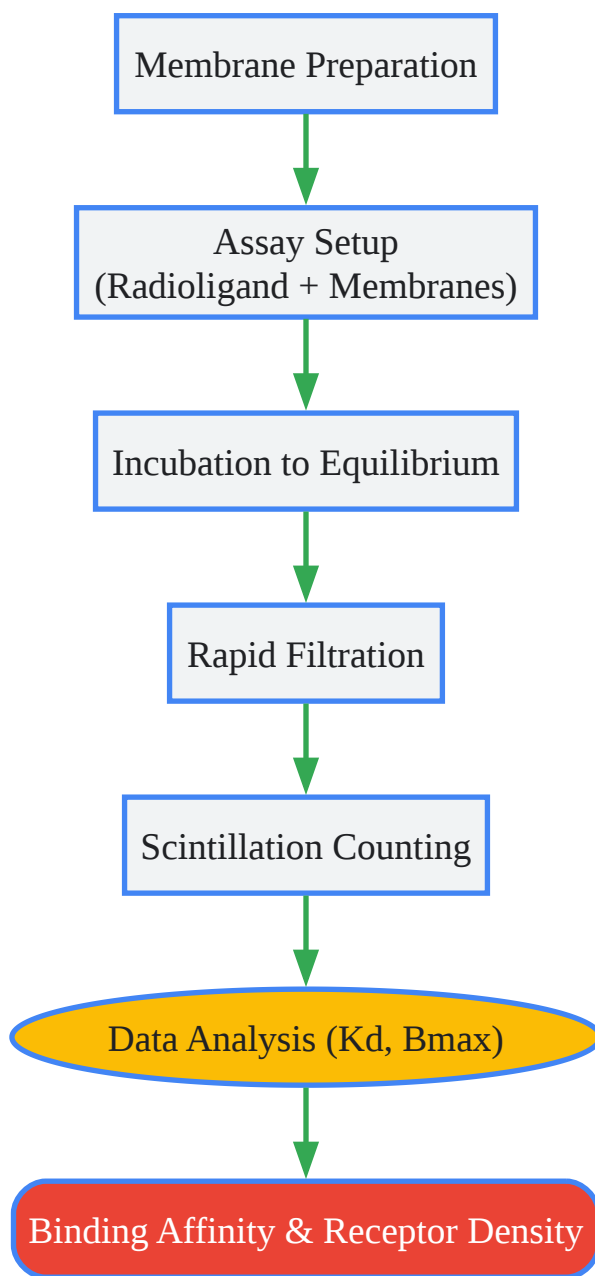 Membrane Preparation
Assay Setup
(Radioligand + Membranes)
Incubation to Equilibrium
Rapid Filtration
Scintillation Counting
Data Analysis (Kd, Bmax)
Binding Affinity & Receptor Density